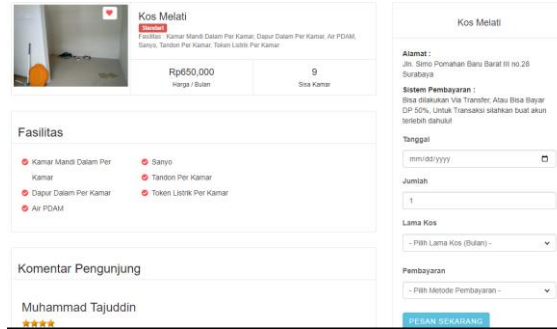 Kos Melati
Standart
Fasilitas : Kamar Mandi Dalam Per Kamar, Dapur Dalam Per Kamar, Air PDAM,
Sanyo, Tandon Per Kamar, Token Listrik Per Kamar
Rp650,000
Harga / Bulan
9
Sisa Kamar
Fasilitas
Kamar Mandi Dalam Per
Kamar
Dapur Dalam Per Kamar
Air PDAM
Sanyo
Tandon Per Kamar
Token Listrik Per Kamar
Komentar Pengunjung
Muhammad Tajuddin
Kos Melati
Alamat :
Jln. Simo Pomahan Baru Barat III no.28
Surabaya
Sistem Pembayaran :
Bisa dilakukan Via Transfer, Atau Bisa Bayar
DP 50%, Untuk Transaksi silahkan buat akun
terlebih dahulu!
Tanggal
mm/dd/yyyy
Jumlah
1
Lama Kos
- Pilih Lama Kos (Bulan) -
Pembayaran
- Pilih Metode Pembayaran -
PESAN SEKARANG